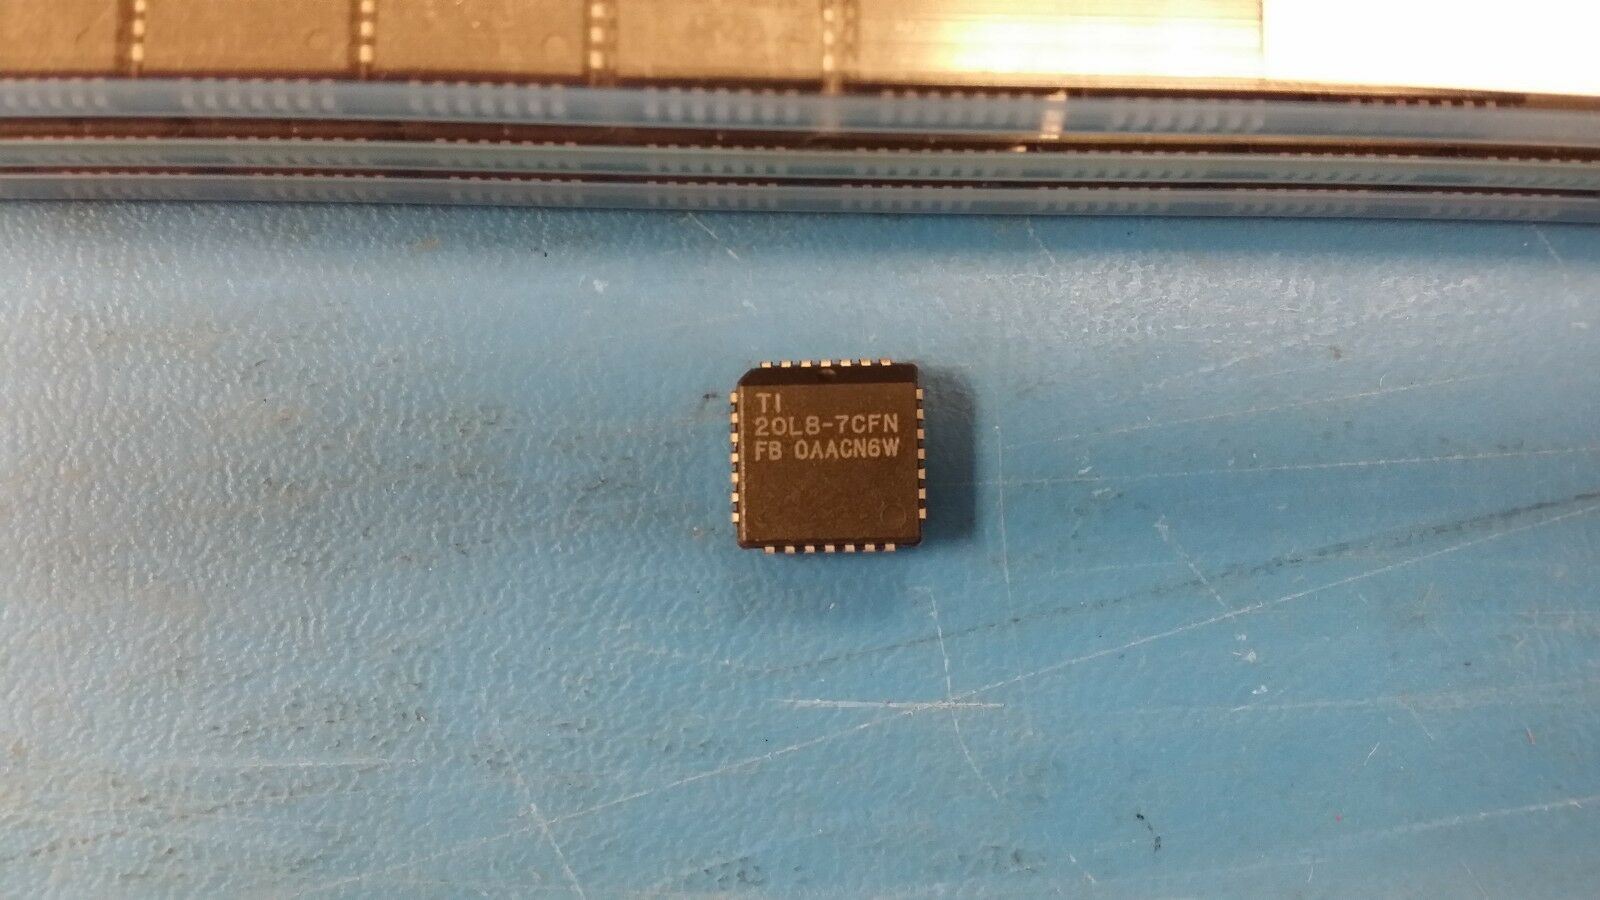 TI
20L8-7CFN
FB 0AACN6W